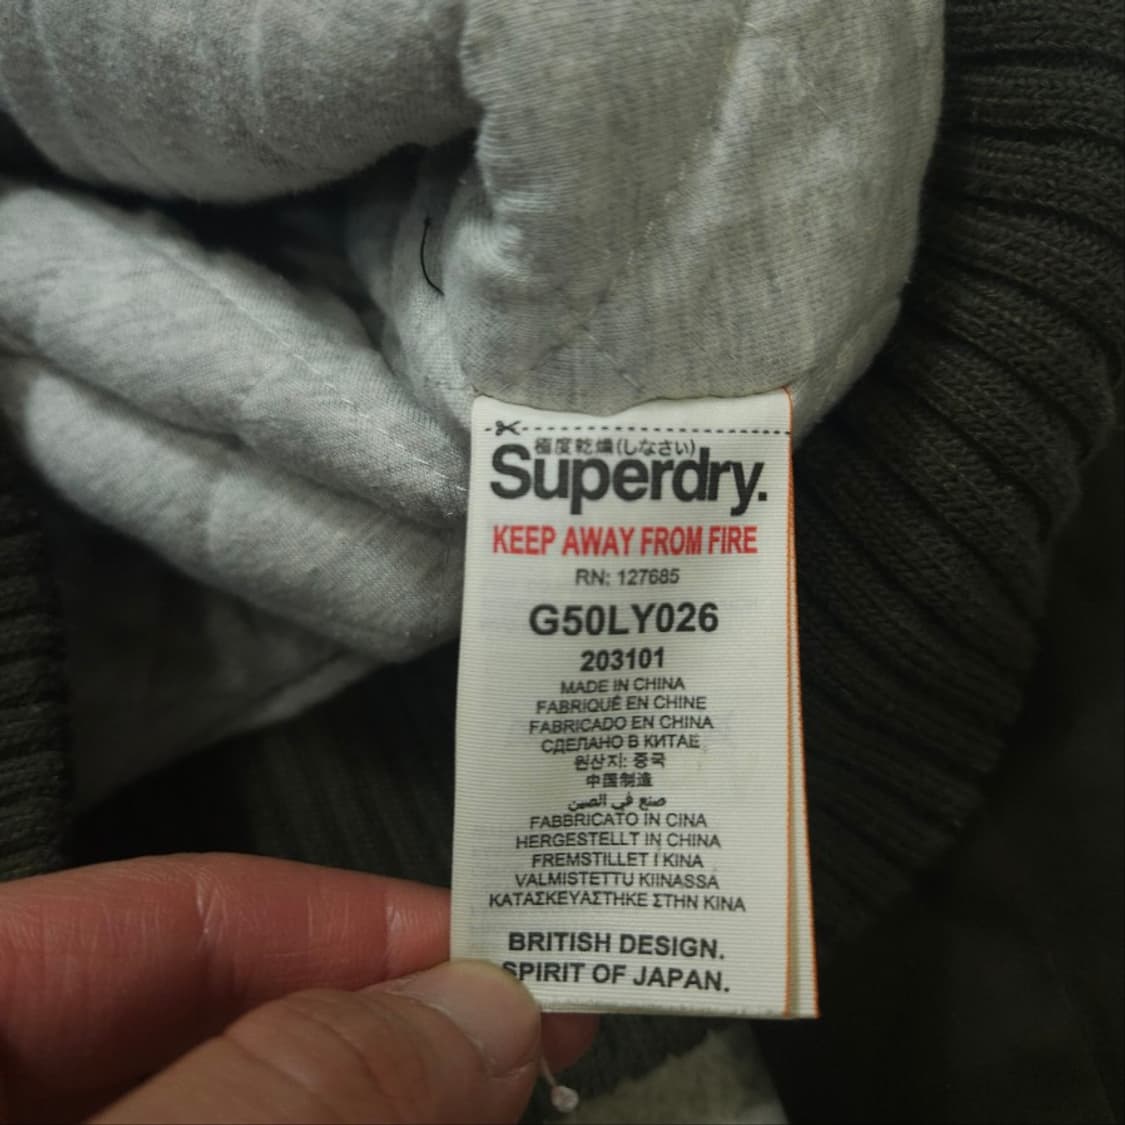 極度乾燥(しなさい)
Superdry.
KEEP AWAY FROM FIRE
RN: 127685
G50LY026
203101
MADE IN CHINA
FABRIQUÉ EN CHINE
FABRICADO EN CHINA
СДЕЛАНО В КИТАЕ
원산지: 중국
中国制造
صنع في الصين
FABBRICATO IN CINA
HERGESTELLT IN CHINA
FREMSTILLET I KINA
VALMISTETTU KIINASSA
ΚΑΤΑΣΚΕΥΑΣΤΗΚΕ ΣΤΗΝ ΚΙΝΑ
BRITISH DESIGN.
SPIRIT OF JAPAN.